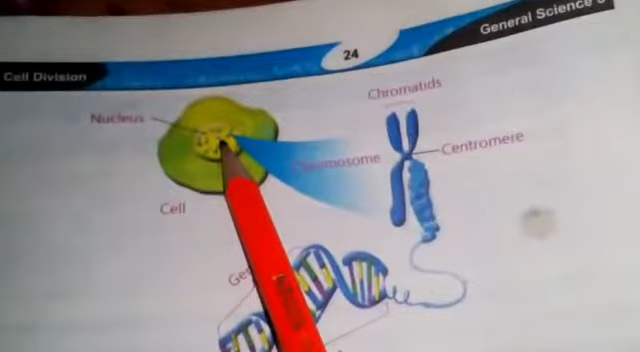 General Science
24
Cell Division
Chromatids
Nucleus
Centromere
Chromosome
Cell